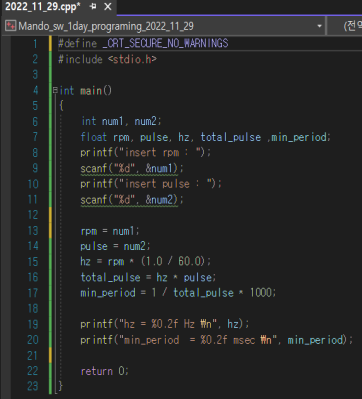 2022_11_29.cpp*
Mando_sw_1day_programing_2022_11_29
(전역
1 #define _CRT_SECURE_NO_WARNINGS
2 #include <stdio.h>
3
4 int main()
5 {
6 int num1, num2;
7 float rpm, pulse, hz, total_pulse ,min_period;
8 printf("insert rpm : ");
9 scanf("%d", &num1);
10 printf("insert pulse : ");
11 scanf("%d", &num2);
12
13 rpm = num1;
14 pulse = num2;
15 hz = rpm * (1.0 / 60.0);
16 total_pulse = hz * pulse;
17 min_period = 1 / total_pulse * 1000;
18
19 printf("hz = %0.2f Hz ₩n", hz);
20 printf("min_period  = %0.2f msec ₩n", min_period);
21
22 return 0;
23 }